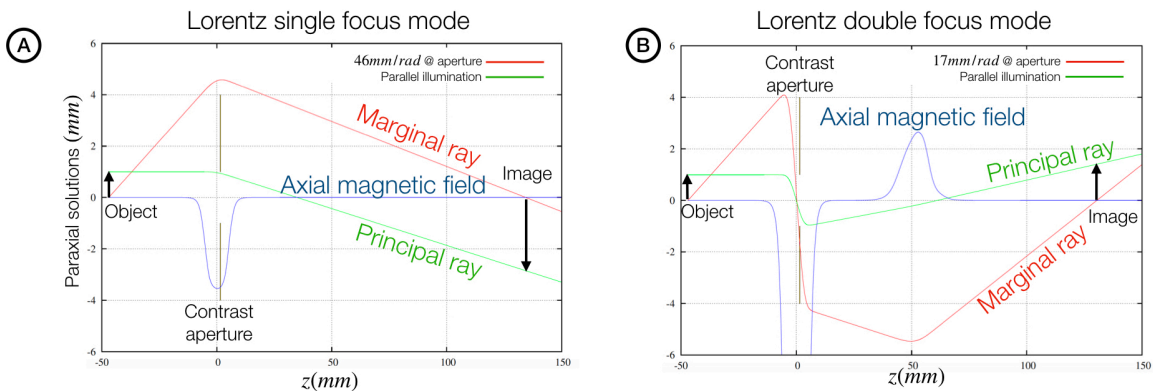 Lorentz single focus mode
A
46mm/rad @ aperture
Parallel illumination
Marginal ray
Axial magnetic field
Image
Object
Principal ray
Contrast
aperture
Paraxial solutions (mm)
6
4
2
0
-2
-4
-6
-50
0
50
100
150
z(mm)
Lorentz double focus mode
B
17mm/rad @ aperture
Parallel illumination
Contrast
aperture
Axial magnetic field
Principal ray
Object
Image
Marginal ray
6
4
2
0
-2
-4
-6
-50
0
50
100
150
z(mm)